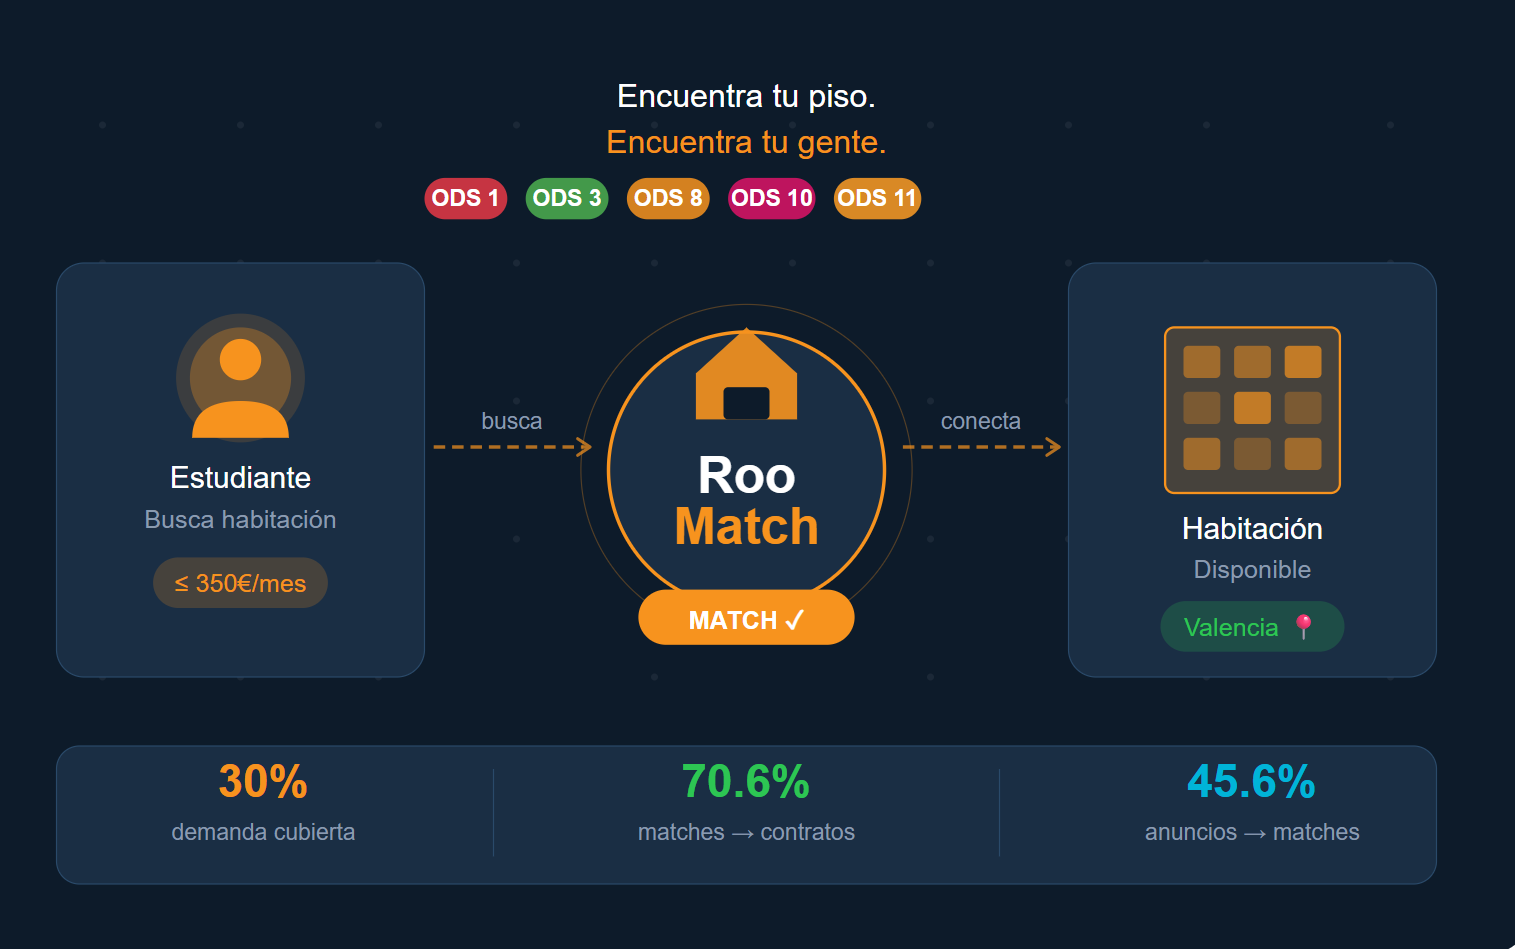 Encuentra tu piso.
Encuentra tu gente.
ODS 1 ODS 3 ODS 8 ODS 10 ODS 11
Estudiante
Busca habitación
≤ 350€/mes
busca
Roo
Match
MATCH ✓
conecta
Habitación
Disponible
Valencia 📍
30%
demanda cubierta
70.6%
matches → contratos
45.6%
anuncios → matches